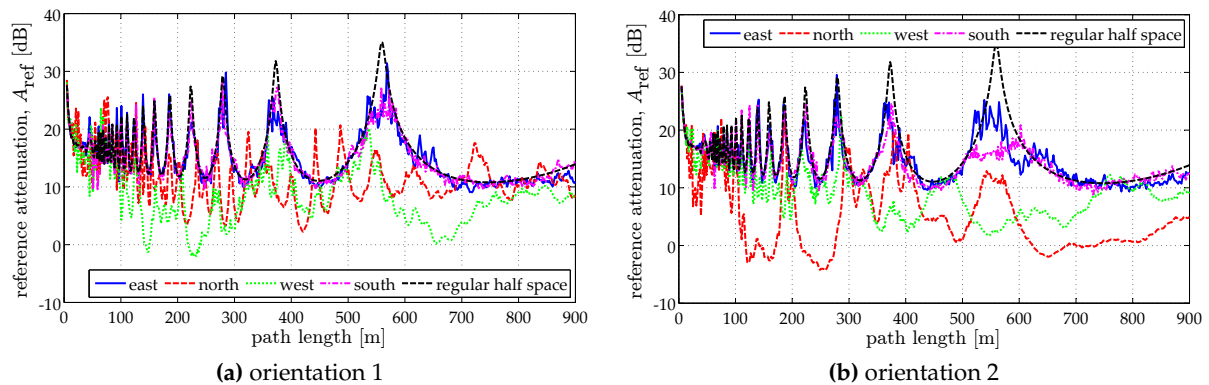 40
30
20
10
0
-10
reference attenuation, A_ref [dB]
east north west south regular half space
0 100 200 300 400 500 600 700 800 900
path length [m]
(a) orientation 1
40
30
20
10
0
-10
reference attenuation, A_ref [dB]
east north west south regular half space
0 100 200 300 400 500 600 700 800 900
path length [m]
(b) orientation 2